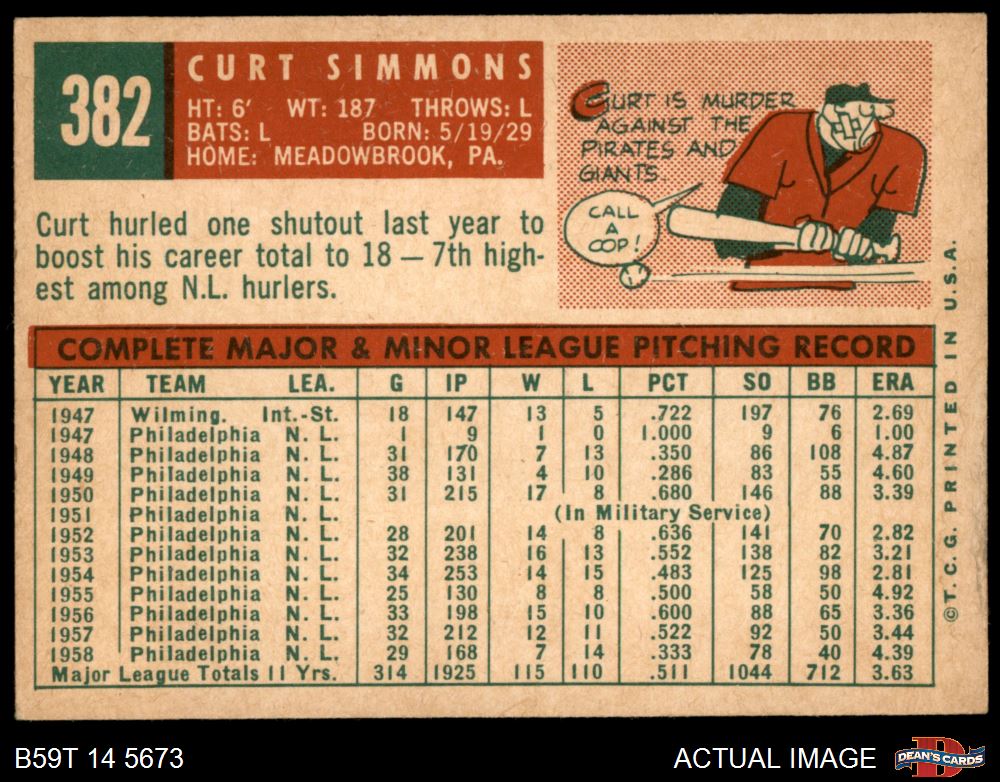 382
CURT SIMMONS
HT: 6' WT: 187 THROWS: L
BATS: L BORN: 5/19/29
HOME: MEADOWBROOK, PA.
Curt hurled one shutout last year to
boost his career total to 18 — 7th high-
est among N.L. hurlers.
CURT IS MURDER
AGAINST THE
PIRATES AND
GIANTS.
CALL
A
COP!
COMPLETE MAJOR & MINOR LEAGUE PITCHING RECORD
YEAR TEAM LEA. G IP W L PCT SO BB ERA
1947 Wilming. Int.-St. 18 147 13 5 .722 197 76 2.69
1947 Philadelphia N. L. 1 9 1 0 1.000 9 6 1.00
1948 Philadelphia N. L. 31 170 7 13 .350 86 108 4.87
1949 Philadelphia N. L. 38 131 4 10 .286 83 55 4.60
1950 Philadelphia N. L. 31 215 17 8 .680 146 88 3.39
1951 Philadelphia N. L. (In Military Service)
1952 Philadelphia N. L. 28 201 14 8 .636 141 70 2.82
1953 Philadelphia N. L. 32 238 16 13 .552 138 82 3.21
1954 Philadelphia N. L. 34 253 14 15 .483 125 98 2.81
1955 Philadelphia N. L. 25 130 8 8 .500 58 50 4.92
1956 Philadelphia N. L. 33 198 15 10 .600 88 65 3.36
1957 Philadelphia N. L. 32 212 12 11 .522 92 50 3.44
1958 Philadelphia N. L. 29 168 7 14 .333 78 40 4.39
Major League Totals 11 Yrs. 314 1925 115 110 .511 1044 712 3.63
©T.C.G. PRINTED IN U.S.A.
B59T 14 5673
ACTUAL IMAGE
D
DEAN'S CARDS